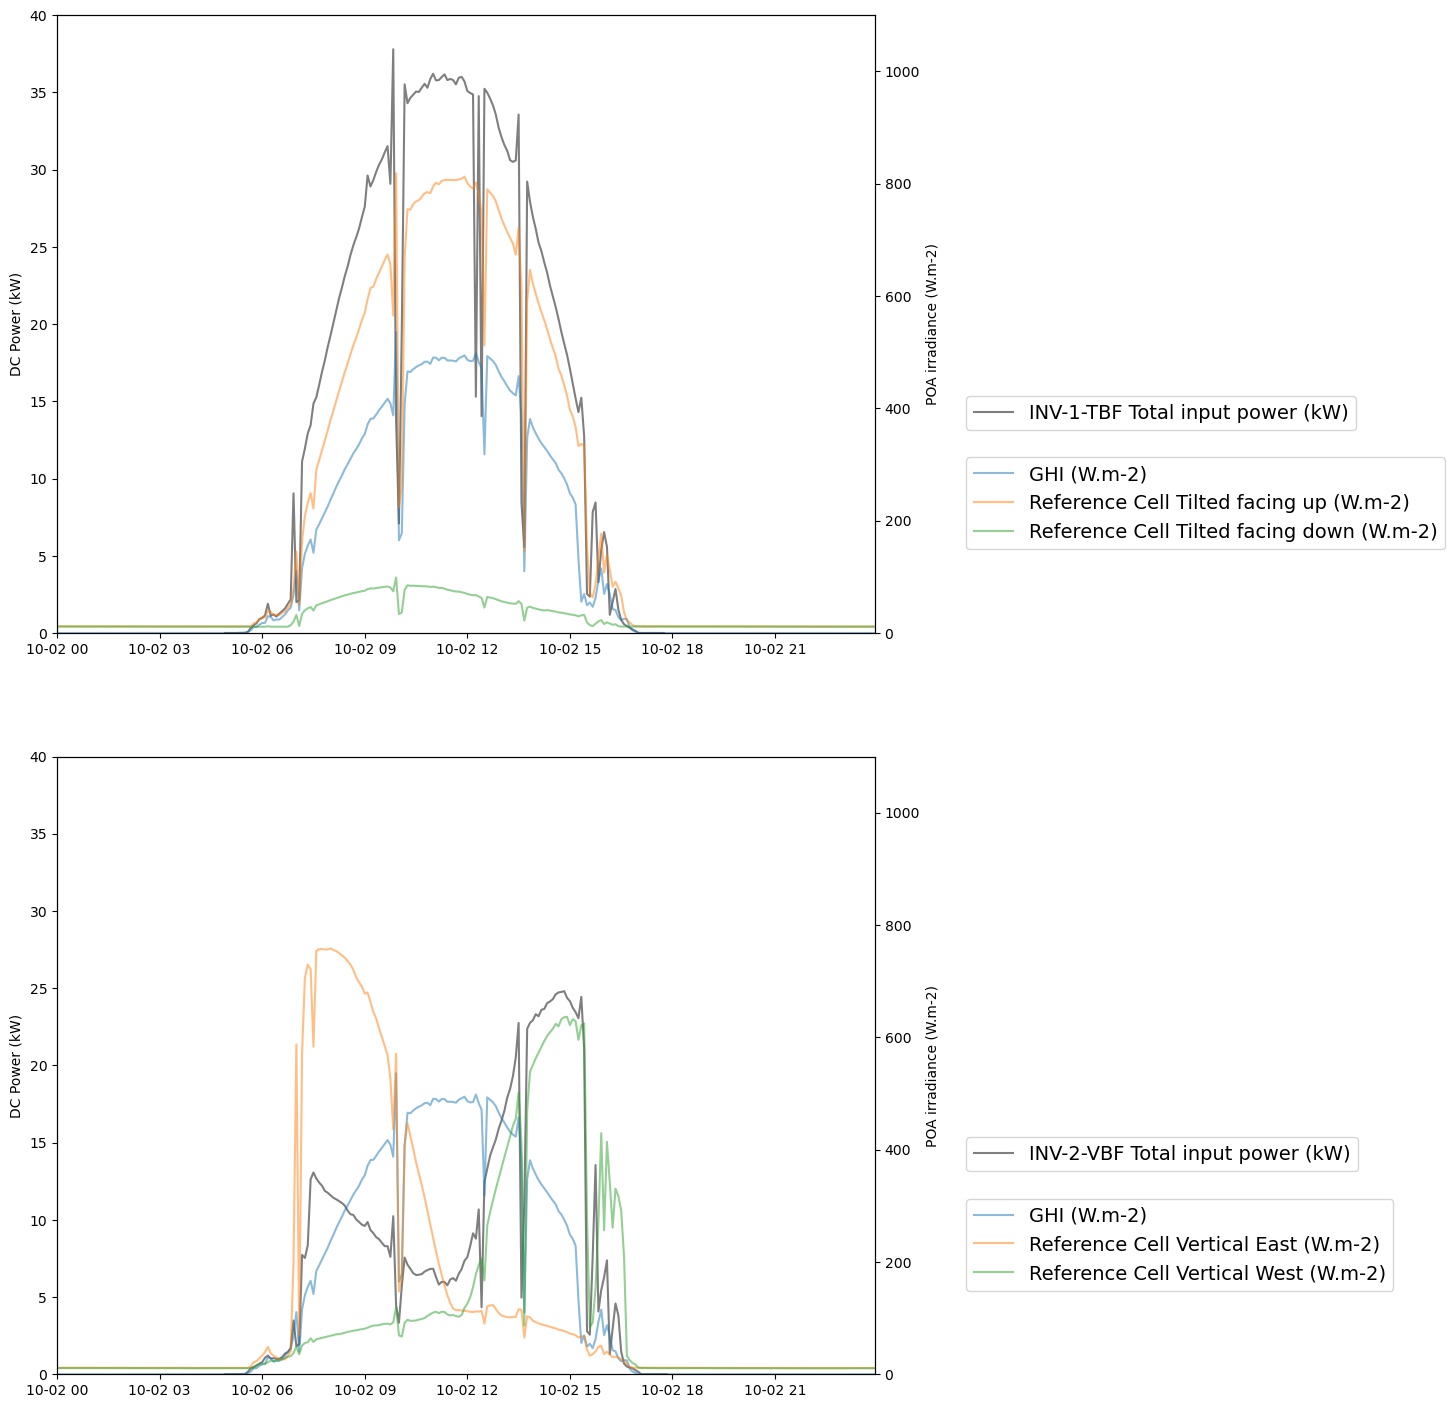 40
35
30
25
20
15
10
5
0
DC Power (kW)
1000
800
600
400
200
0
POA irradiance (W.m-2)
10-02 00 10-02 03 10-02 06 10-02 09 10-02 12 10-02 15 10-02 18 10-02 21
INV-1-TBF Total input power (kW)
GHI (W.m-2)
Reference Cell Tilted facing up (W.m-2)
Reference Cell Tilted facing down (W.m-2)
40
35
30
25
20
15
10
5
0
DC Power (kW)
1000
800
600
400
200
0
POA irradiance (W.m-2)
10-02 00 10-02 03 10-02 06 10-02 09 10-02 12 10-02 15 10-02 18 10-02 21
INV-2-VBF Total input power (kW)
GHI (W.m-2)
Reference Cell Vertical East (W.m-2)
Reference Cell Vertical West (W.m-2)